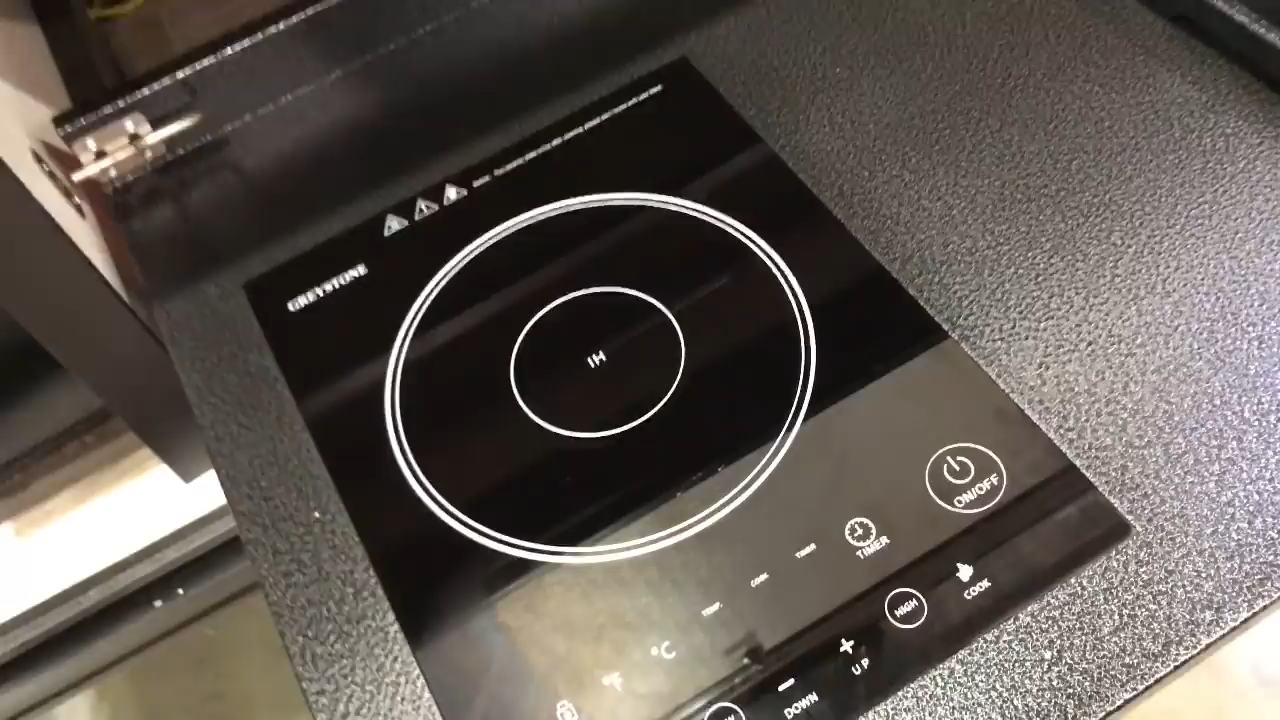 GREYSTONE
IH
ON/OFF
TIMER
TIMER
COOK
TEMP.
°C
°F
COOK
HIGH
+
UP
-
DOWN